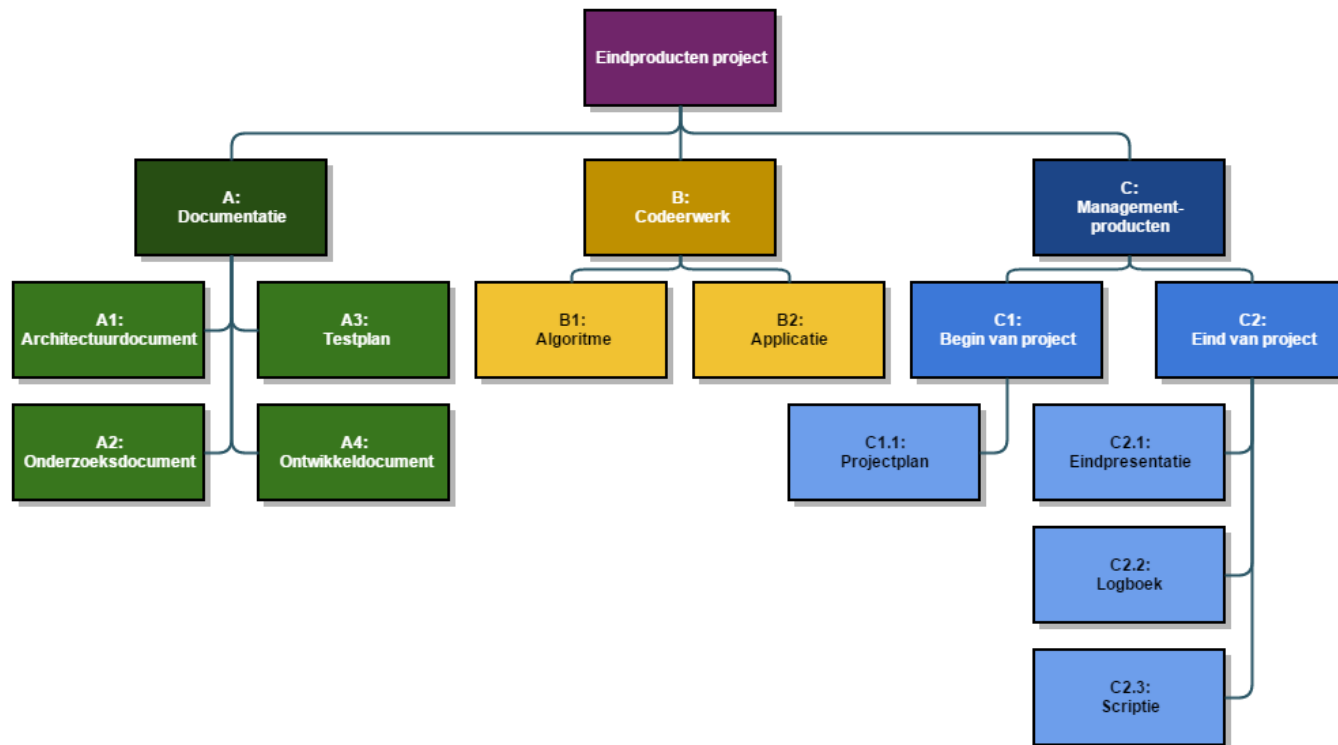 Eindproducten project
A:
Documentatie
B:
Codeerwerk
C:
Management-
producten
A1:
Architectuurdocument
A3:
Testplan
B1:
Algoritme
B2:
Applicatie
C1:
Begin van project
C2:
Eind van project
A2:
Onderzoeksdocument
A4:
Ontwikkeldocument
C1.1:
Projectplan
C2.1:
Eindpresentatie
C2.2:
Logboek
C2.3:
Scriptie